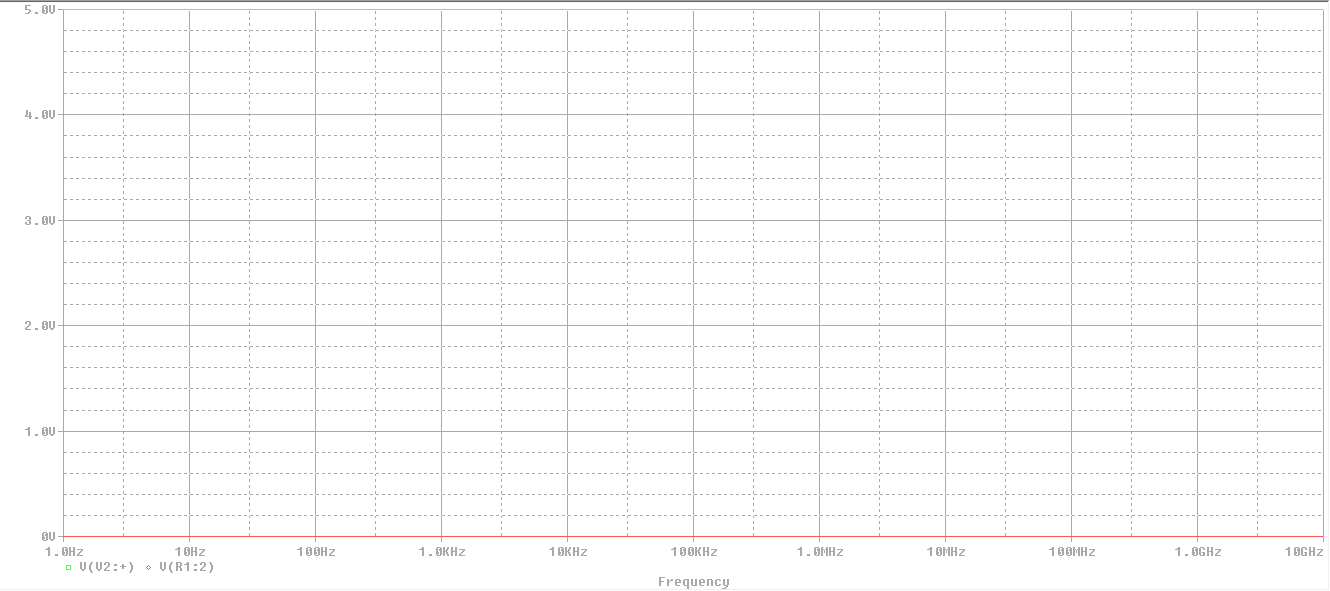 5.0V
4.0V
3.0V
2.0V
1.0V
0V
1.0Hz 10Hz 100Hz 1.0KHz 10KHz 100KHz 1.0MHz 10MHz 100MHz 1.0GHz 10GHz
V(V2:+) V(R1:2)
Frequency